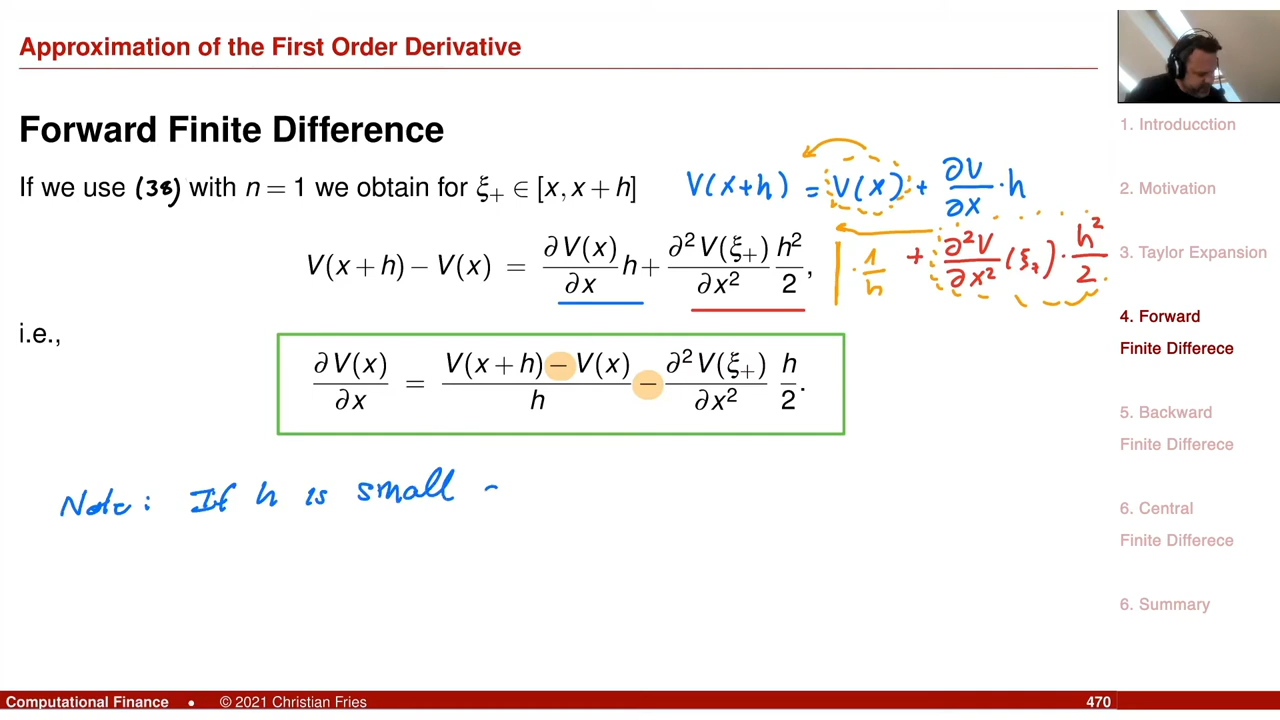 Approximation of the First Order Derivative
Forward Finite Difference
If we use (38) with n = 1 we obtain for ξ₊ ∈ [x, x + h]
V(x+h) = V(x) + ∂V/∂x · h
+ ∂²V/∂x² (ξ₊) · h²/2
V(x + h) − V(x) = ∂V(x)/∂x h + ∂²V(ξ₊)/∂x² h²/2, | · 1/h
i.e.,
∂V(x)/∂x = V(x + h) − V(x)/h − ∂²V(ξ₊)/∂x² h/2.
Note: If h is small -
1. Introducction
2. Motivation
3. Taylor Expansion
4. Forward
Finite Differece
5. Backward
Finite Differece
6. Central
Finite Differece
6. Summary
Computational Finance • © 2021 Christian Fries 470